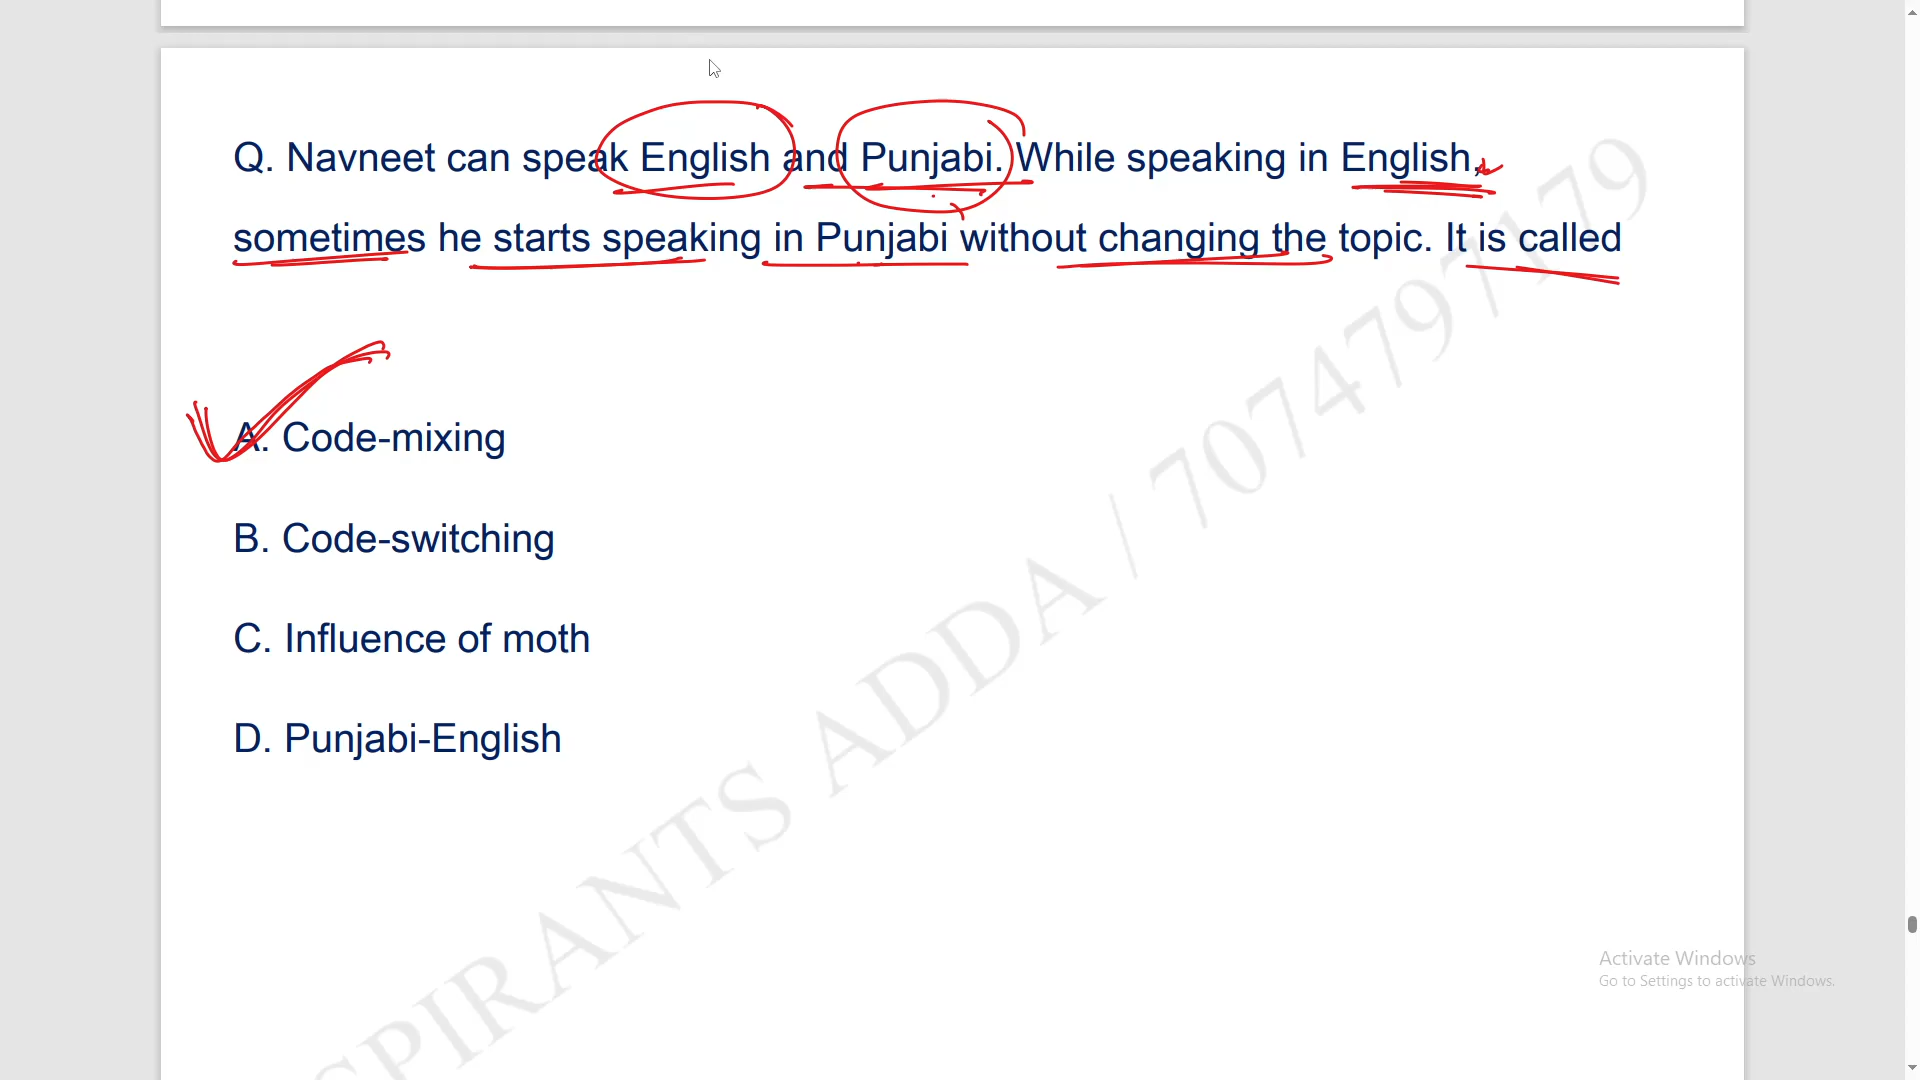 Q. Navneet can speak English and Punjabi. While speaking in English,
sometimes he starts speaking in Punjabi without changing the topic. It is called
A. Code-mixing
B. Code-switching
C. Influence of moth
D. Punjabi-English
SPIRANTS ADDA / 7074797179
Activate Windows
Go to Settings to activate Windows.